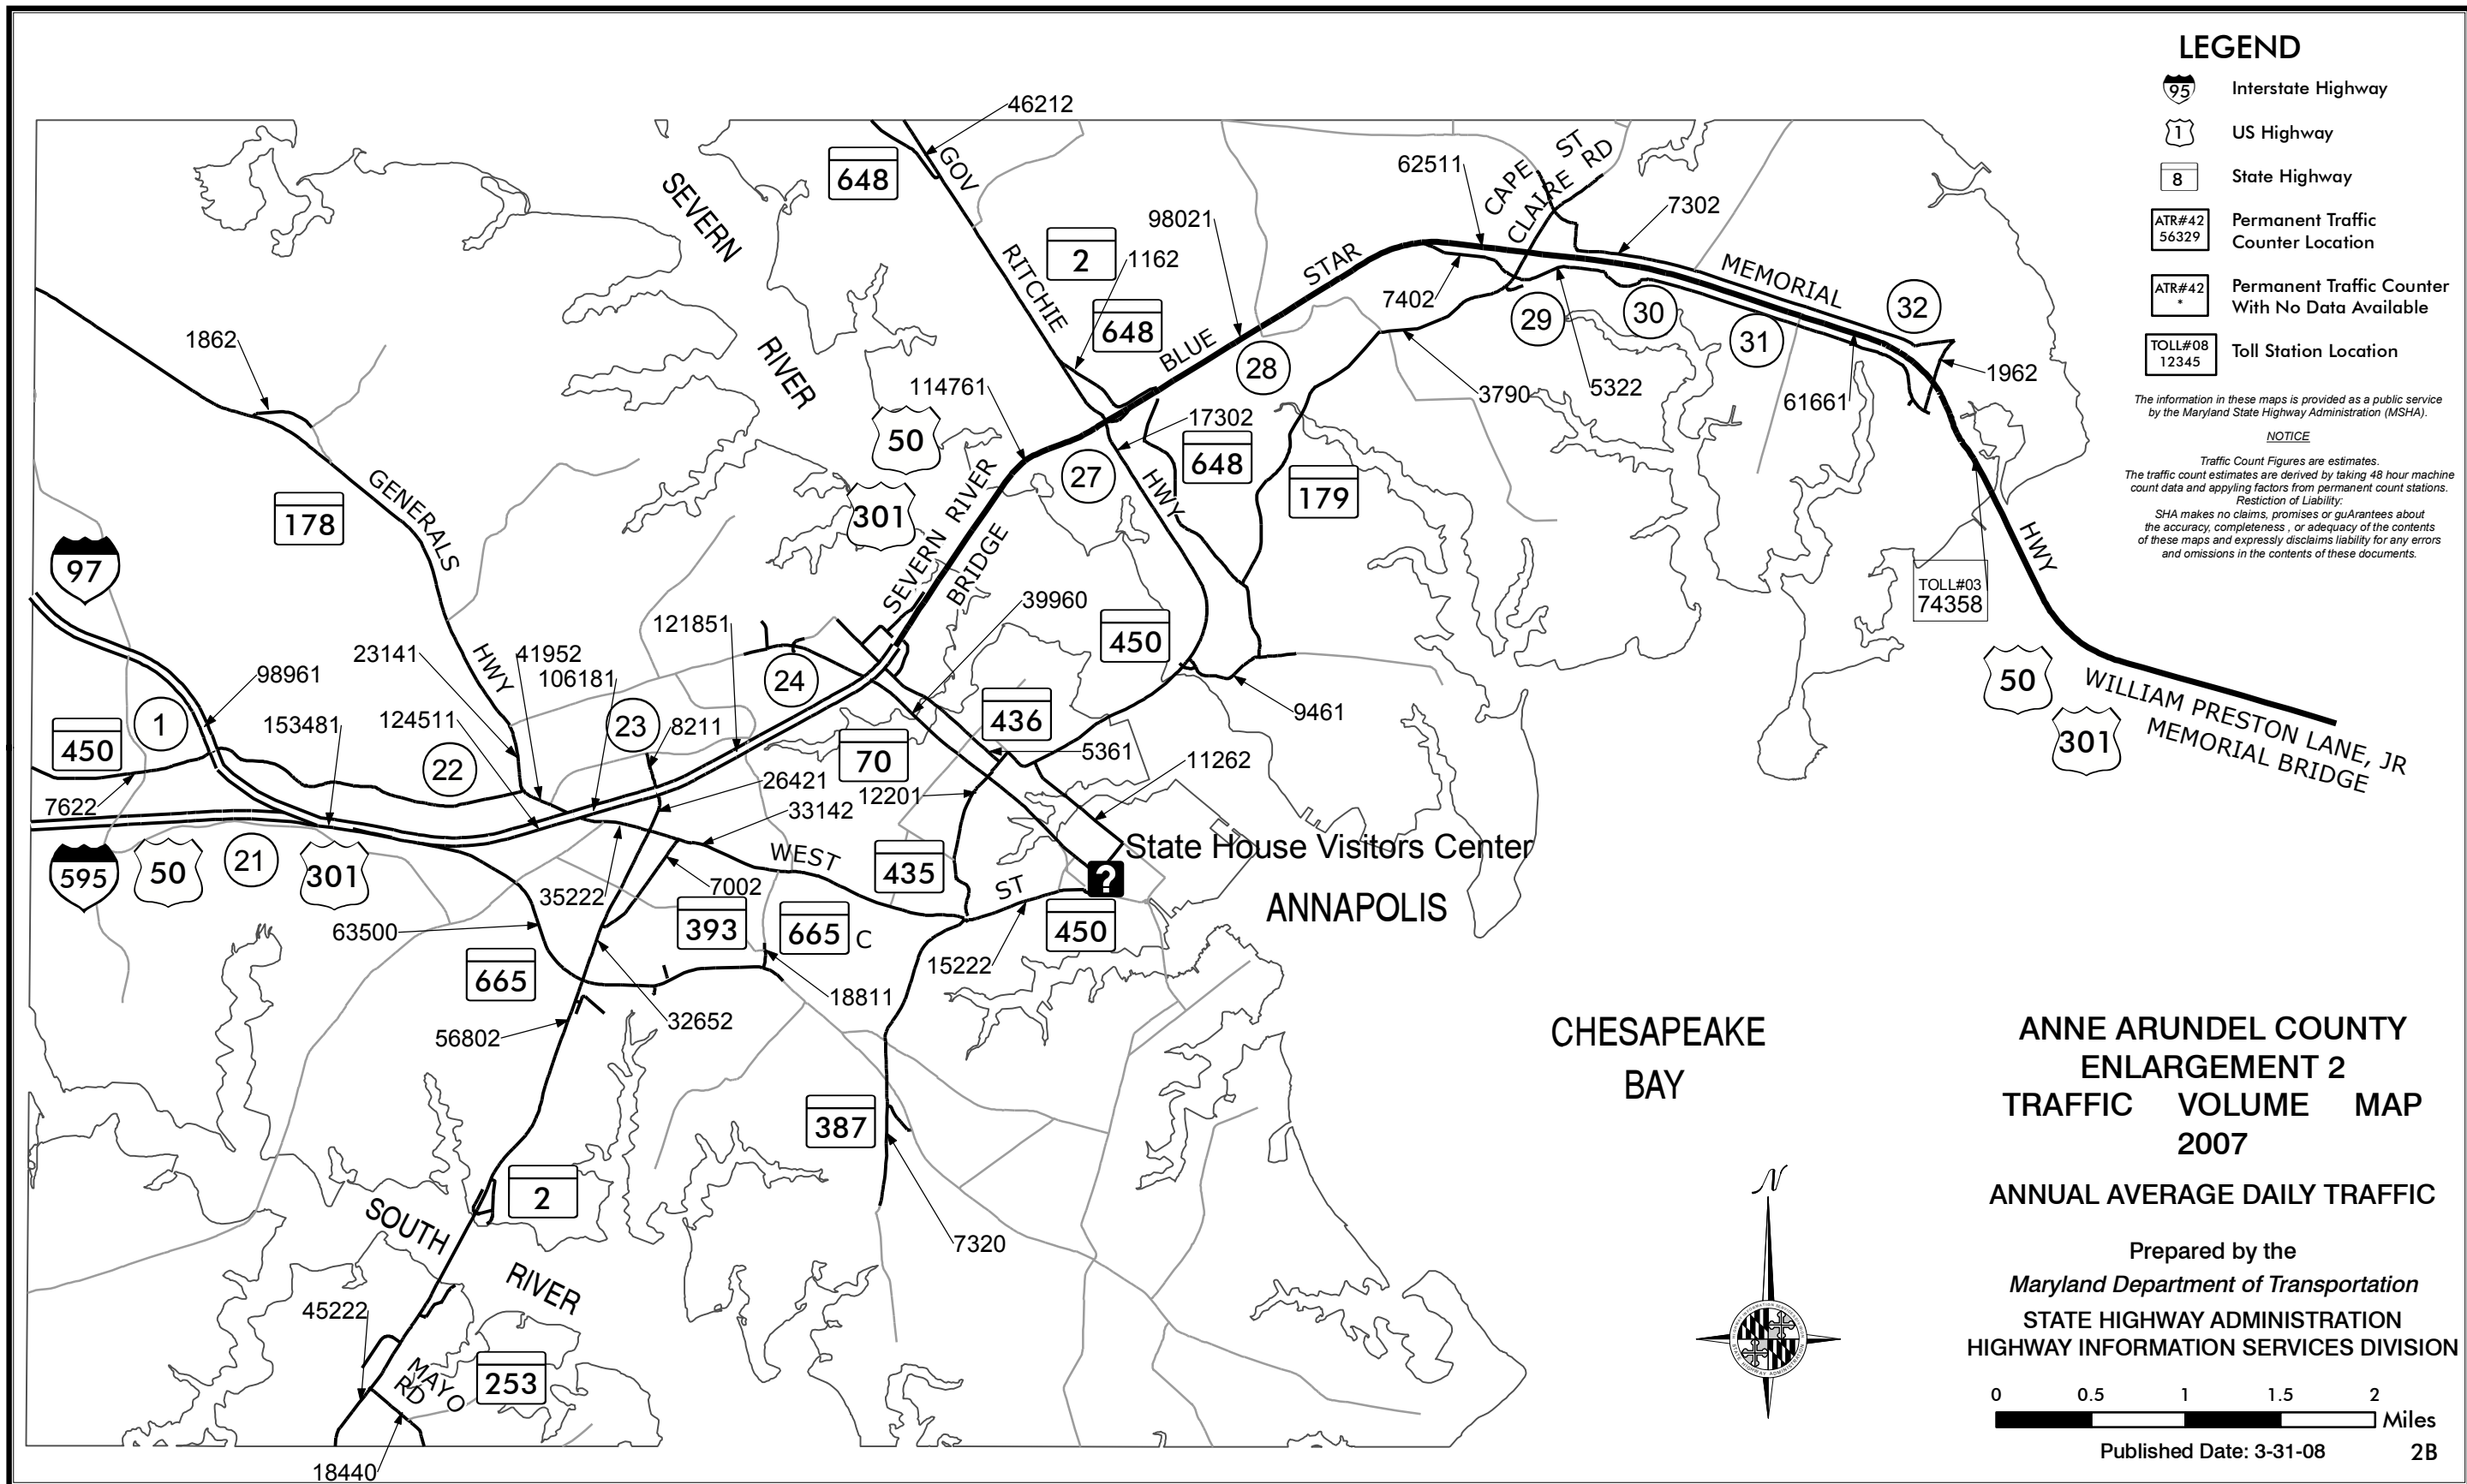 LEGEND
95 Interstate Highway
1 US Highway
8 State Highway
ATR#42
56329
Permanent Traffic
Counter Location
ATR#42
*
Permanent Traffic Counter
With No Data Available
TOLL#08
12345
Toll Station Location
The information in these maps is provided as a public service
by the Maryland State Highway Administration (MSHA).
NOTICE
Traffic Count Figures are estimates.
The traffic count estimates are derived by taking 48 hour machine
count data and appyling factors from permanent count stations.
Restiction of Liability:
SHA makes no claims, promises or guArantees about
the accuracy, completeness , or adequacy of the contents
of these maps and expressly disclaims liability for any errors
and omissions in the contents of these documents.
46212
648
GOV
RITCHIE
HWY
SEVERN
RIVER
2
1162
648
98021
62511
CAPE ST
CLAIRE RD
7302
BLUE
STAR
MEMORIAL
HWY
7402
29
30
31
32
28
3790
5322
61661
1962
1862
178
GENERALS
HWY
114761
50
301
27
17302
648
179
SEVERN RIVER
BRIDGE
97
TOLL#03
74358
39960
121851
450
23141
41952
106181
98961
1
450
153481
124511
22
23
8211
24
436
70
5361
11262
9461
50
301
WILLIAM PRESTON LANE, JR
MEMORIAL BRIDGE
7622
26421
33142
12201
State House Visitors Center
?
595
50
21
301
WEST
ST
435
35222
7002
ANNAPOLIS
63500
393
665 C
450
15222
665
18811
32652
56802
CHESAPEAKE
BAY
387
2
7320
SOUTH
RIVER
45222
MAYO
RD
253
18440
ANNE ARUNDEL COUNTY
ENLARGEMENT 2
TRAFFIC VOLUME MAP
2007
ANNUAL AVERAGE DAILY TRAFFIC
Prepared by the
Maryland Department of Transportation
STATE HIGHWAY ADMINISTRATION
HIGHWAY INFORMATION SERVICES DIVISION
N
0 0.5 1 1.5 2
Miles
Published Date: 3-31-08
2B